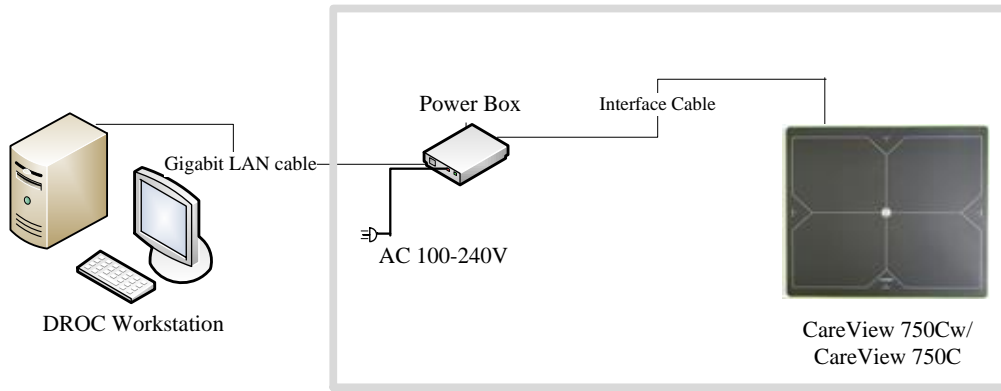 Power Box
Interface Cable
Gigabit LAN cable
AC 100-240V
DROC Workstation
CareView 750Cw/
CareView 750C